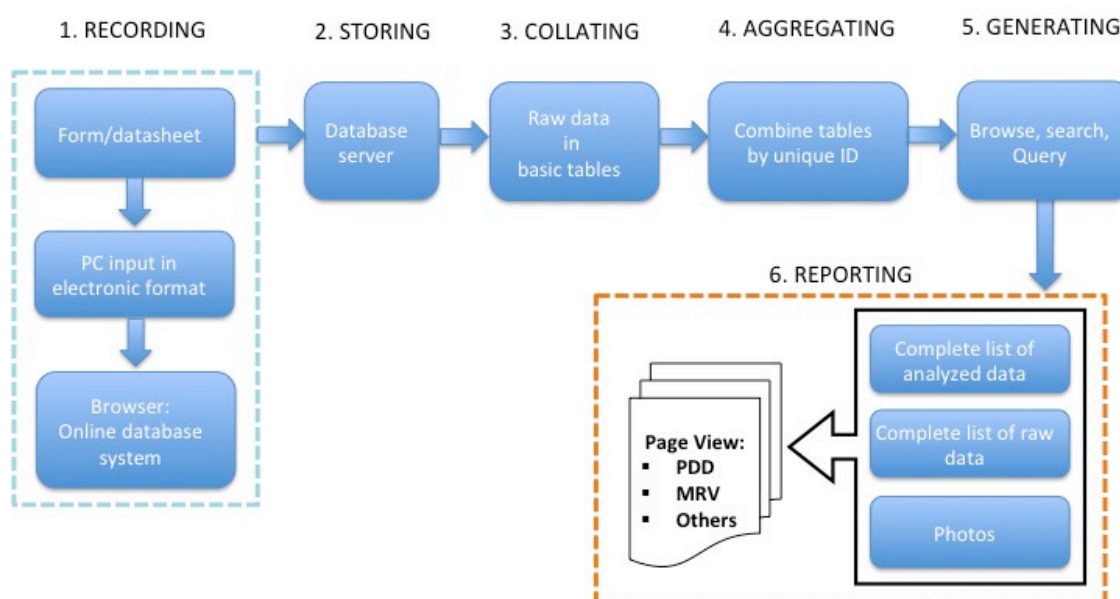 1. RECORDING
2. STORING
3. COLLATING
4. AGGREGATING
5. GENERATING
Form/datasheet
PC input in
electronic format
Browser:
Online database
system
Database
server
Raw data
in
basic tables
Combine tables
by unique ID
Browse, search,
Query
6. REPORTING
Complete list of
analyzed data
Complete list of raw
data
Photos
Page View:
▪ PDD
▪ MRV
▪ Others